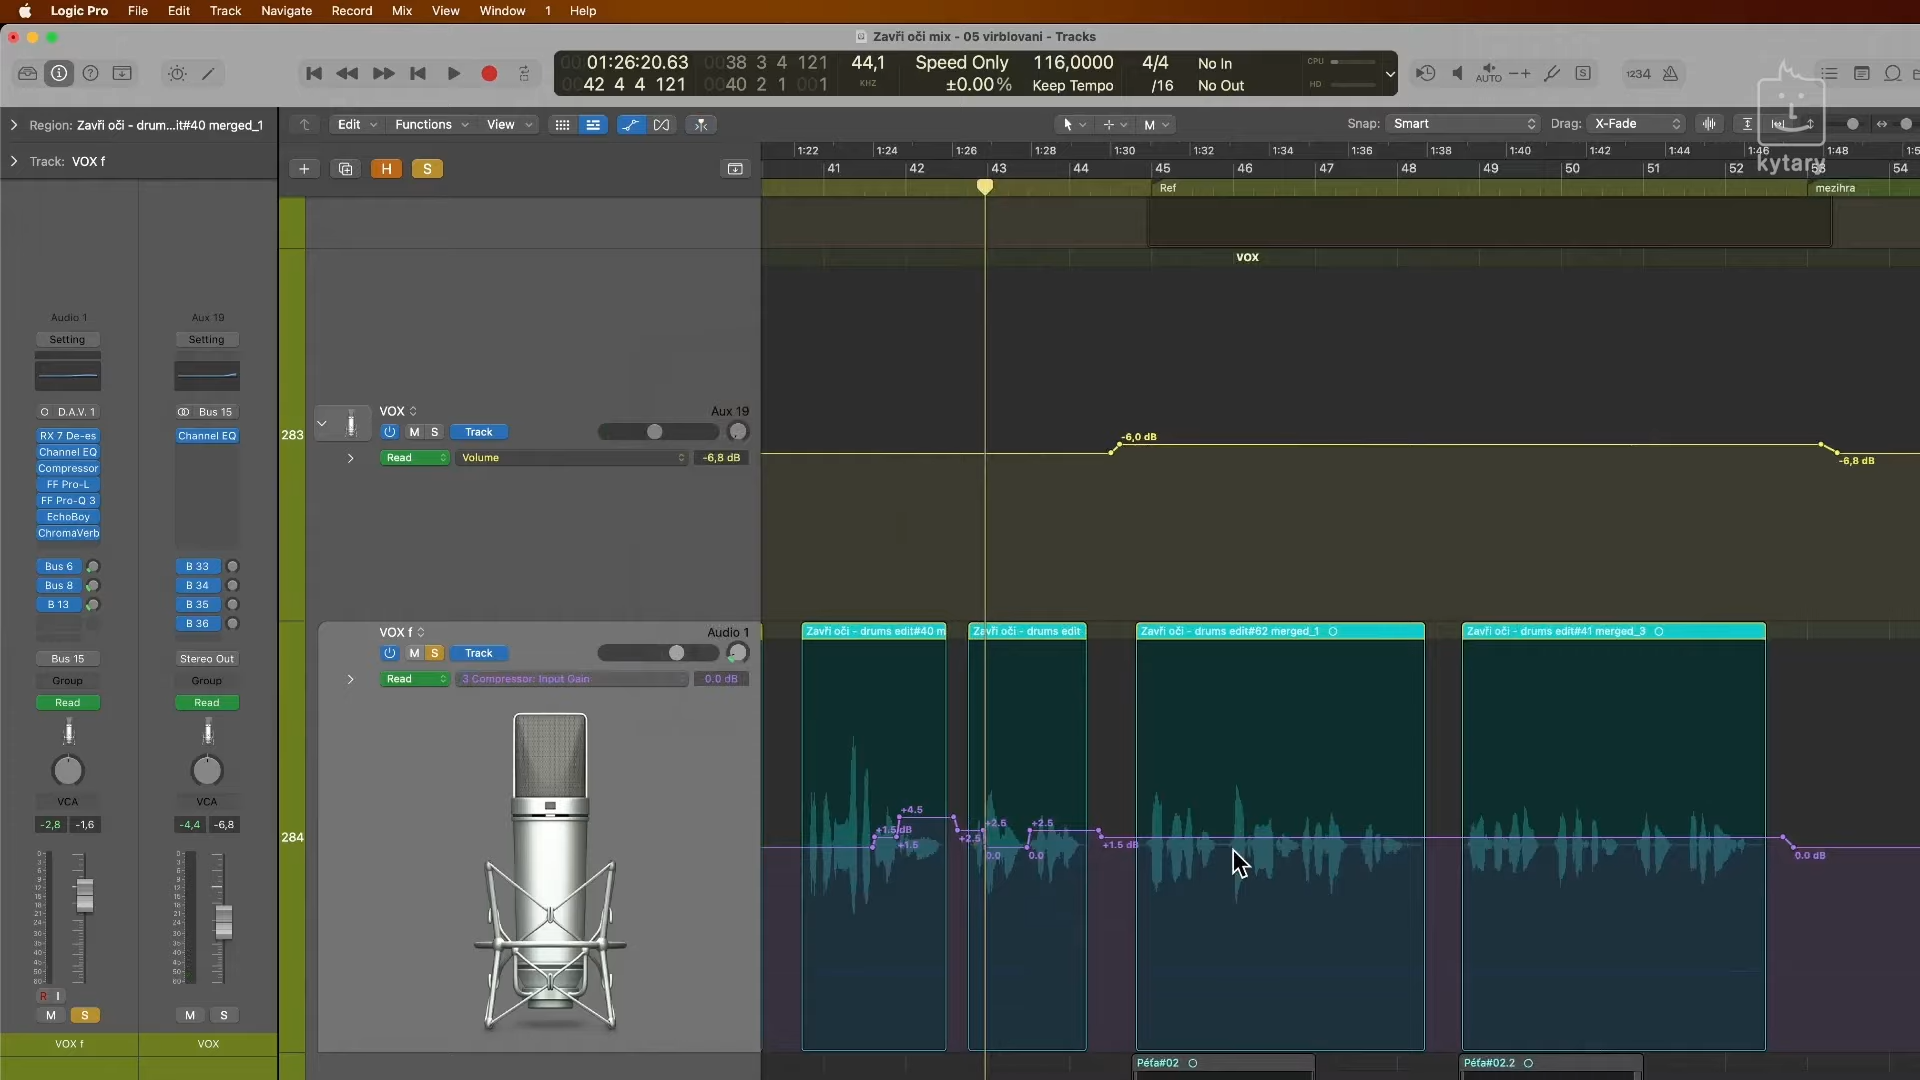 Logic Pro File Edit Track Navigate Record Mix View Window 1 Help
Zavři oči mix - 05 virblovani - Tracks
01:26:20.63 38 3 4 121 44,1 Speed Only 116,0000 4/4 No In CPU
42 4 4 121 40 2 1 001 KHZ ±0.00% Keep Tempo /16 No Out HD
AUTO
1234
kytary
Region: Zavři oči - drum...it#40 merged_1
Edit Functions View
M
Snap: Smart Drag: X-Fade
Track: VOX f
H S
1:22 1:24 1:26 1:28 1:30 1:32 1:34 1:36 1:38 1:40 1:42 1:44 1:46 1:48
41 42 43 44 45 46 47 48 49 50 51 52 53 54
Ref
mezihra
VOX
Audio 1 Aux 19
Setting Setting
D.A.V. 1 Bus 15
RX 7 De-es Channel EQ
Channel EQ
Compressor
FF Pro-L
FF Pro-Q 3
EchoBoy
ChromaVerb
Bus 6 B 33
Bus 8 B 34
B 13 B 35
B 36
Bus 15 Stereo Out
Group Group
Read Read
VCA VCA
-2,8 -1,6 -4,4 -6,8
R I
M S M S
VOX f VOX
283
VOX Aux 19
M S Track
Read Volume -6,8 dB
-6,0 dB
-6,8 dB
284
VOX f Audio 1
M S Track
Read 3 Compressor: Input Gain 0.0 dB
Zavři oči - drums edit#40 m
Zavři oči - drums edit
Zavři oči - drums edit#62 merged_1
Zavři oči - drums edit#41 merged_3
+4.5
+1.5 dB
+1.5
+2.5
+2.5
0.0
+2.5
0.0
+1.5 dB
0.0 dB
Péťa#02
Péťa#02.2